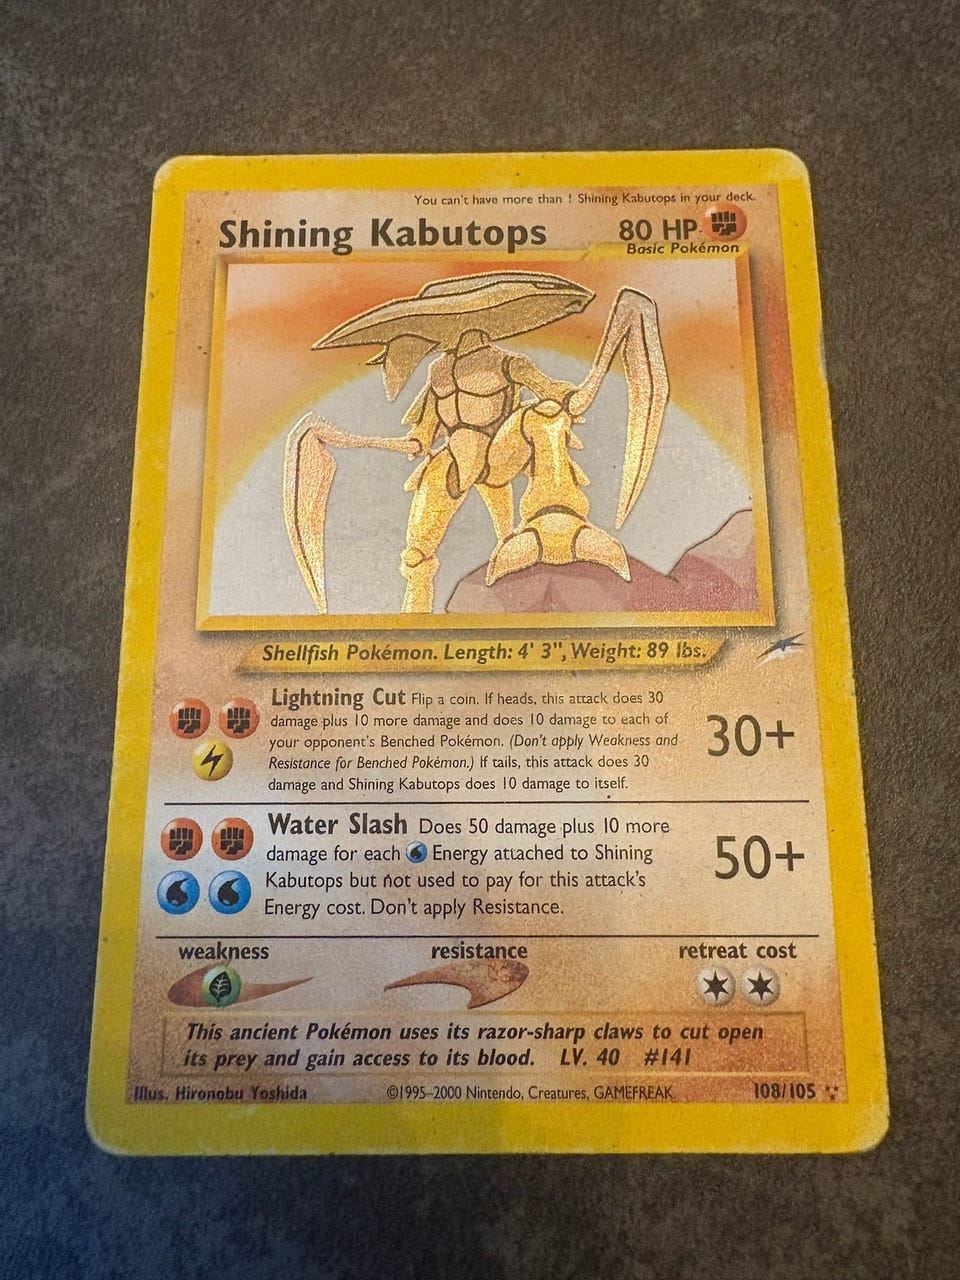 You can't have more than 1 Shining Kabutops in your deck.
Shining Kabutops 80 HP
Basic Pokémon
Shellfish Pokémon. Length: 4' 3", Weight: 89 lbs.
Lightning Cut Flip a coin. If heads, this attack does 30
damage plus 10 more damage and does 10 damage to each of
your opponent's Benched Pokémon. (Don't apply Weakness and
Resistance for Benched Pokémon.) If tails, this attack does 30
damage and Shining Kabutops does 10 damage to itself.
30+
Water Slash Does 50 damage plus 10 more
damage for each Energy attached to Shining
Kabutops but not used to pay for this attack's
Energy cost. Don't apply Resistance.
50+
weakness resistance retreat cost
This ancient Pokémon uses its razor-sharp claws to cut open
its prey and gain access to its blood. LV. 40 #141
Illus. Hironobu Yoshida ©1995–2000 Nintendo, Creatures, GAMEFREAK. 108/105